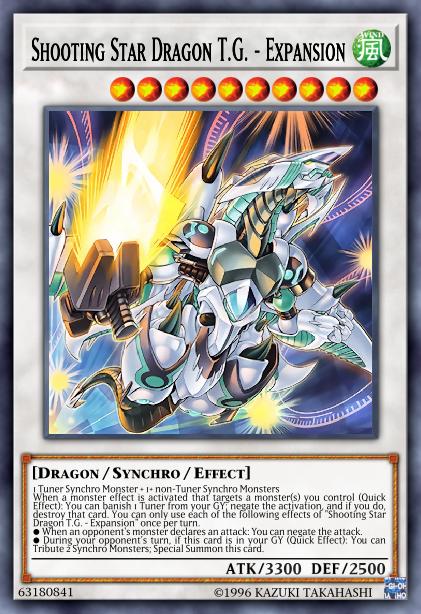 SHOOTING STAR DRAGON T.G. - EXPANSION
WIND
風
[DRAGON / SYNCHRO / EFFECT]
1 Tuner Synchro Monster + 1+ non-Tuner Synchro Monsters
When a monster effect is activated that targets a monster(s) you control (Quick
Effect): You can banish 1 Tuner from your GY; negate the activation, and if you do,
destroy that card. You can only use each of the following effects of "Shooting Star
Dragon T.G. - Expansion" once per turn.
● When an opponent's monster declares an attack: You can negate the attack.
● During your opponent's turn, if this card is in your GY (Quick Effect): You can
Tribute 2 Synchro Monsters; Special Summon this card.
ATK/3300 DEF/2500
63180841
©1996 KAZUKI TAKAHASHI